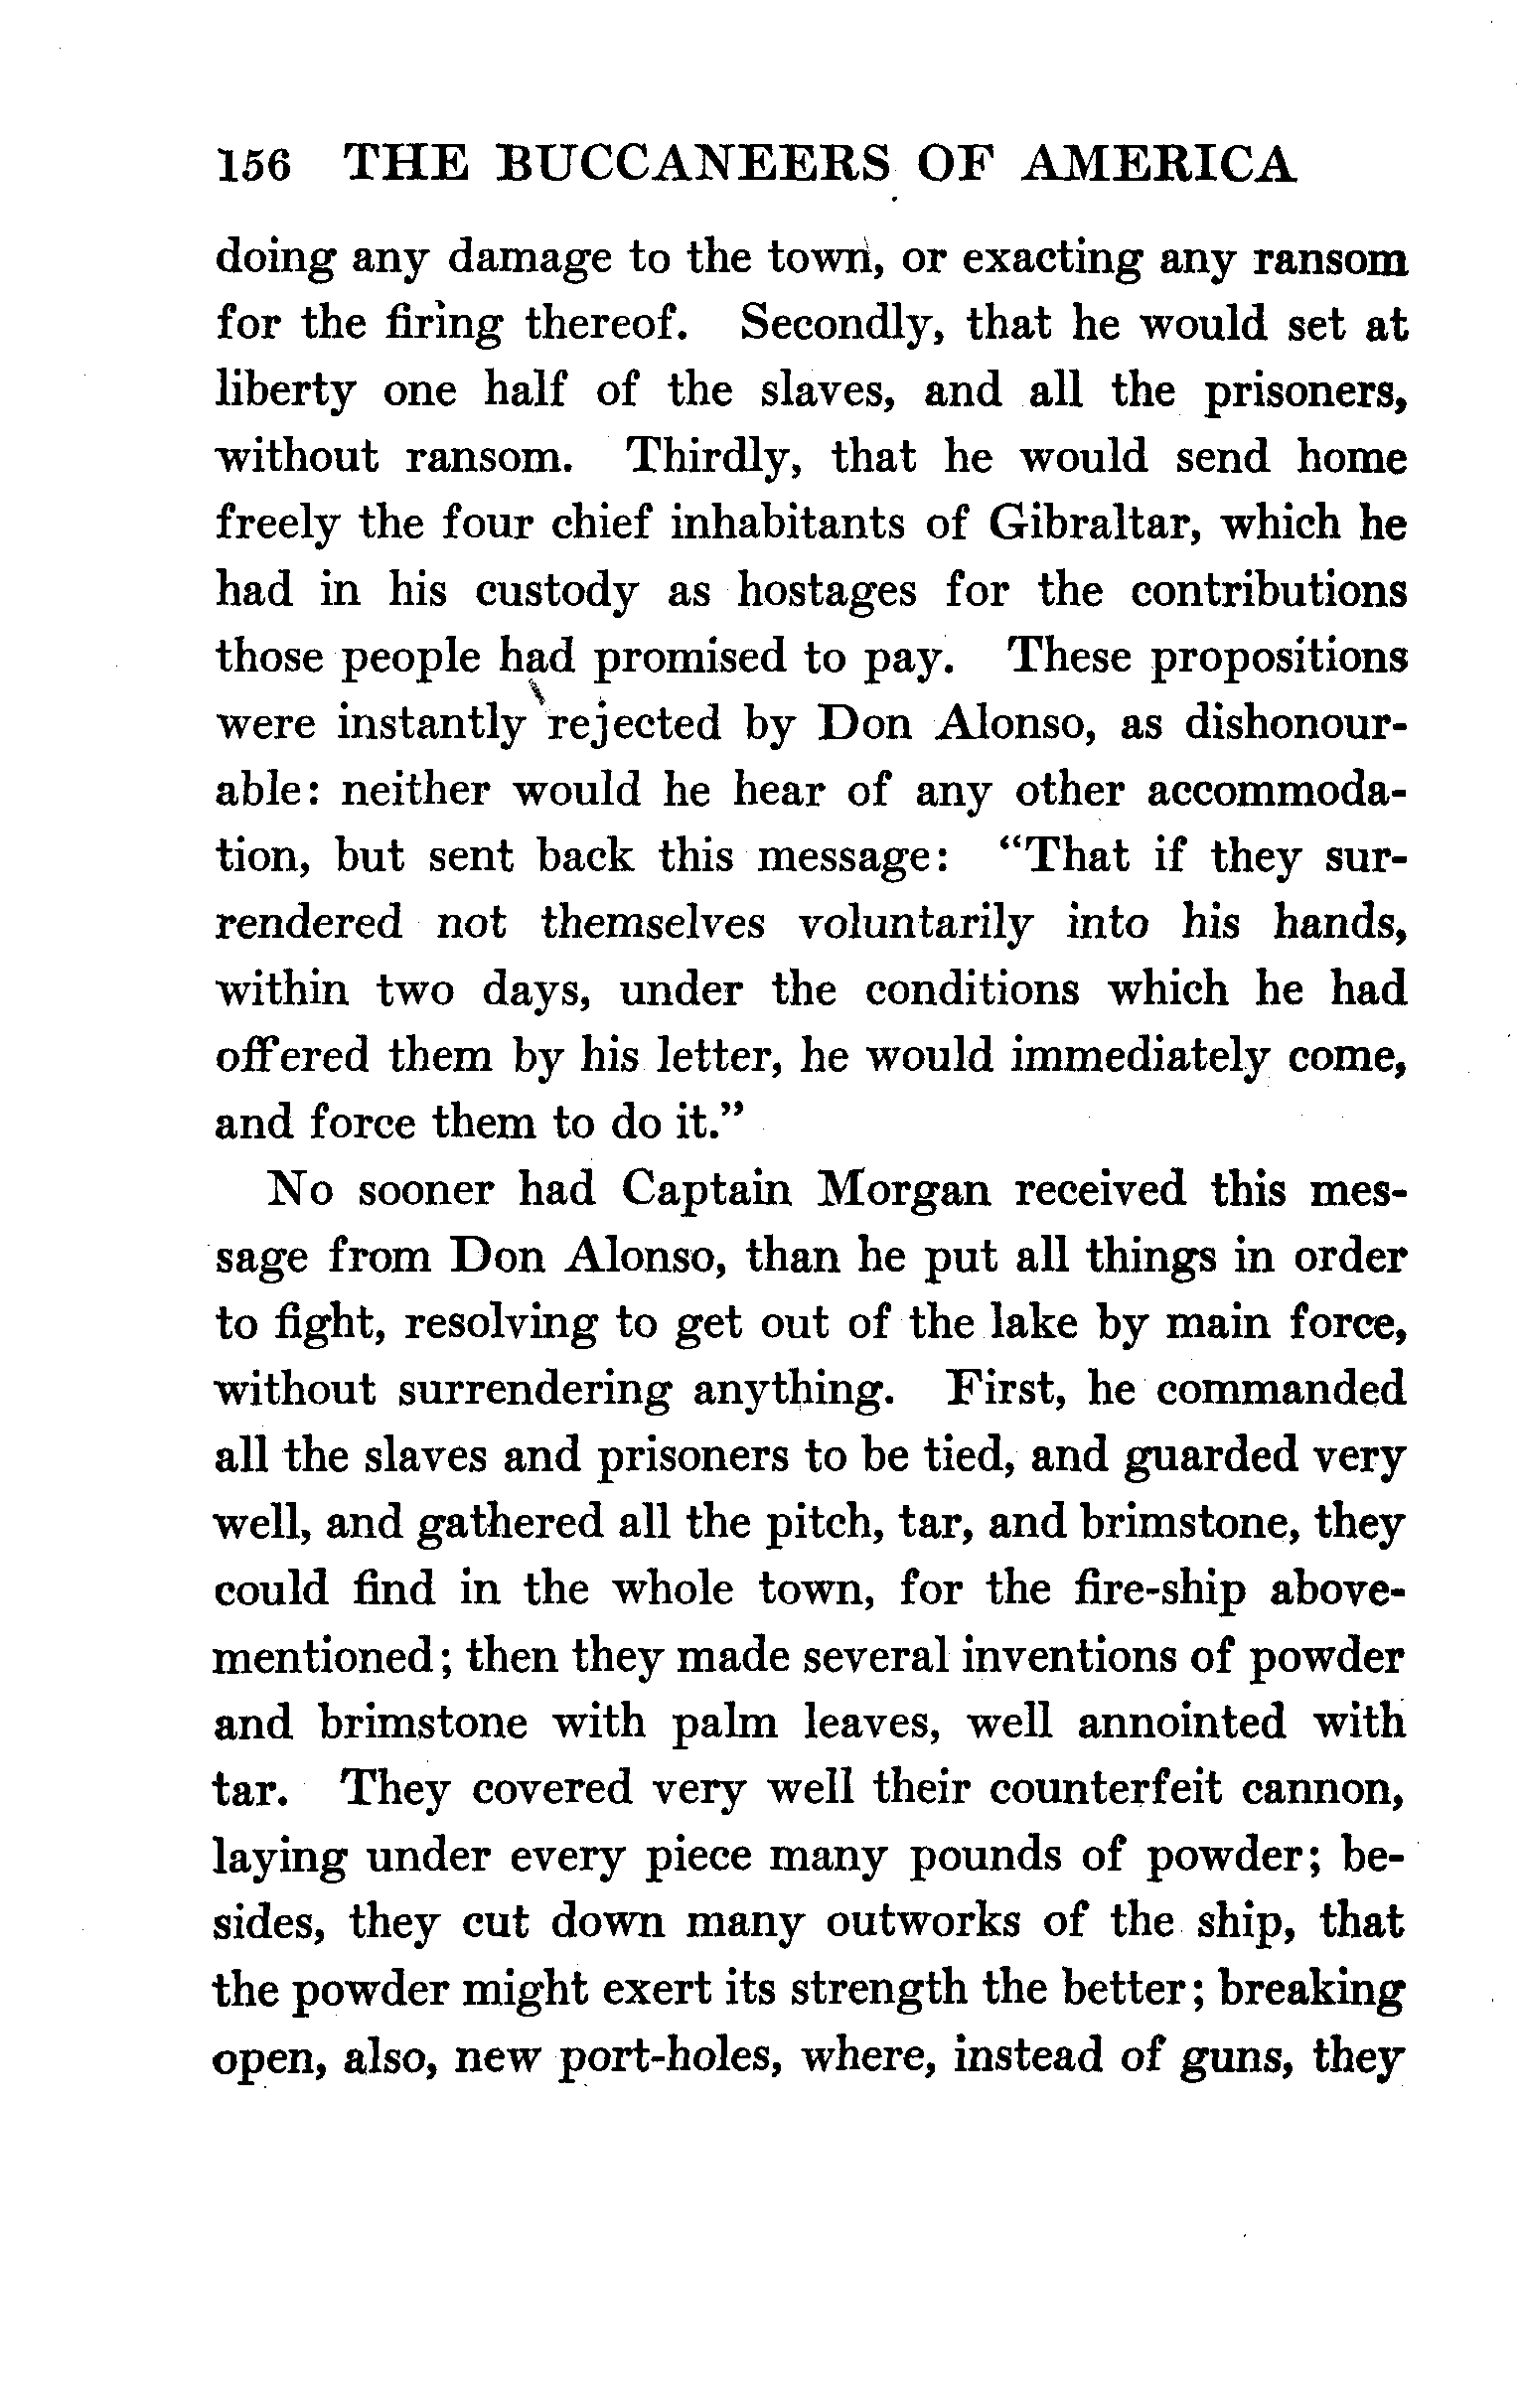 156 THE BUCCANEERS OF AMERICA
doing any damage to the town, or exacting any ransom
for the firing thereof. Secondly, that he would set at
liberty one half of the slaves, and all the prisoners,
without ransom. Thirdly, that he would send home
freely the four chief inhabitants of Gibraltar, which he
had in his custody as hostages for the contributions
those people had promised to pay. These propositions
were instantly rejected by Don Alonso, as dishonour-
able: neither would he hear of any other accommoda-
tion, but sent back this message: "That if they sur-
rendered not themselves voluntarily into his hands,
within two days, under the conditions which he had
offered them by his letter, he would immediately come,
and force them to do it."
No sooner had Captain Morgan received this mes-
sage from Don Alonso, than he put all things in order
to fight, resolving to get out of the lake by main force,
without surrendering anything. First, he commanded
all the slaves and prisoners to be tied, and guarded very
well, and gathered all the pitch, tar, and brimstone, they
could find in the whole town, for the fire-ship above-
mentioned; then they made several inventions of powder
and brimstone with palm leaves, well annointed with
tar. They covered very well their counterfeit cannon,
laying under every piece many pounds of powder; be-
sides, they cut down many outworks of the ship, that
the powder might exert its strength the better; breaking
open, also, new port-holes, where, instead of guns, they